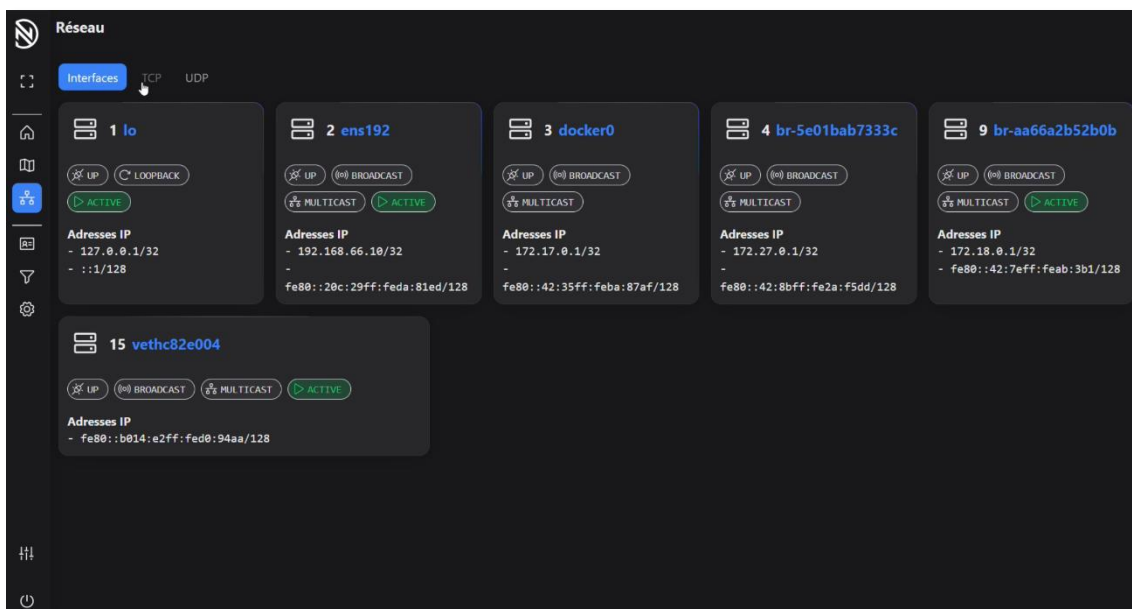 Réseau
Interfaces TCP UDP
1 lo
UP LOOPBACK
ACTIVE
Adresses IP
- 127.0.0.1/32
- ::1/128
2 ens192
UP BROADCAST
MULTICAST ACTIVE
Adresses IP
- 192.168.66.10/32
-
fe80::20c:29ff:feda:81ed/128
3 docker0
UP BROADCAST
MULTICAST
Adresses IP
- 172.17.0.1/32
-
fe80::42:35ff:feba:87af/128
4 br-5e01bab7333c
UP BROADCAST
MULTICAST
Adresses IP
- 172.27.0.1/32
-
fe80::42:8bff:fe2a:f5dd/128
9 br-aa66a2b52b0b
UP BROADCAST
MULTICAST ACTIVE
Adresses IP
- 172.18.0.1/32
- fe80::42:7eff:feab:3b1/128
15 vethc82e004
UP BROADCAST MULTICAST ACTIVE
Adresses IP
- fe80::b014:e2ff:fed0:94aa/128